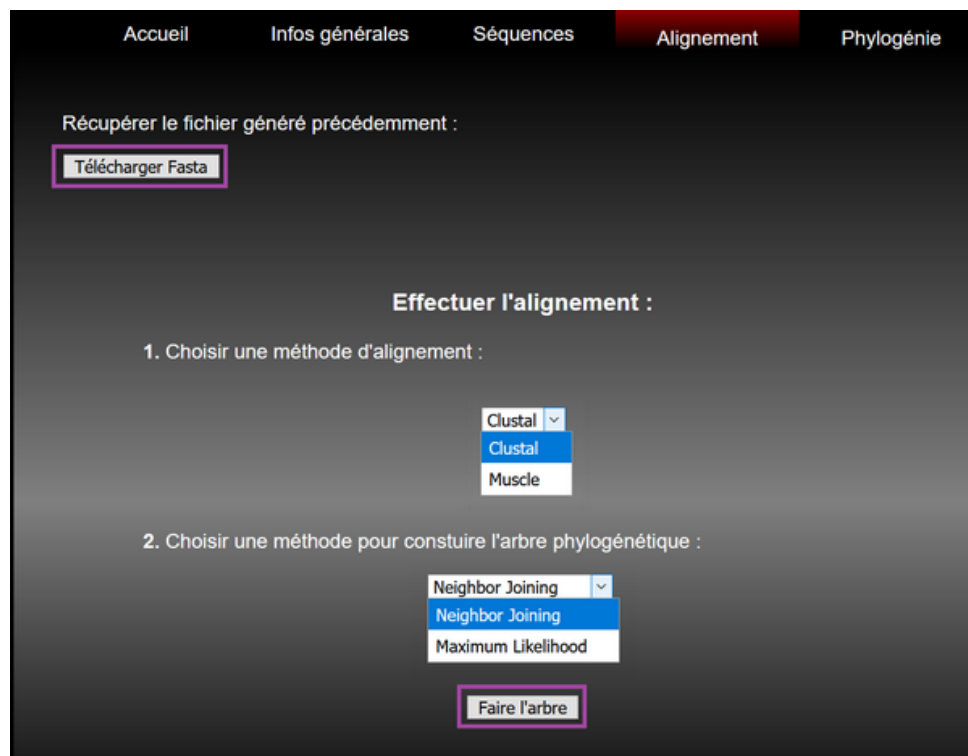 Accueil Infos générales Séquences Alignement Phylogénie
Récupérer le fichier généré précédemment :
Télécharger Fasta
Effectuer l'alignement :
1. Choisir une méthode d'alignement :
Clustal
Clustal
Muscle
2. Choisir une méthode pour constuire l'arbre phylogénétique :
Neighbor Joining
Neighbor Joining
Maximum Likelihood
Faire l'arbre